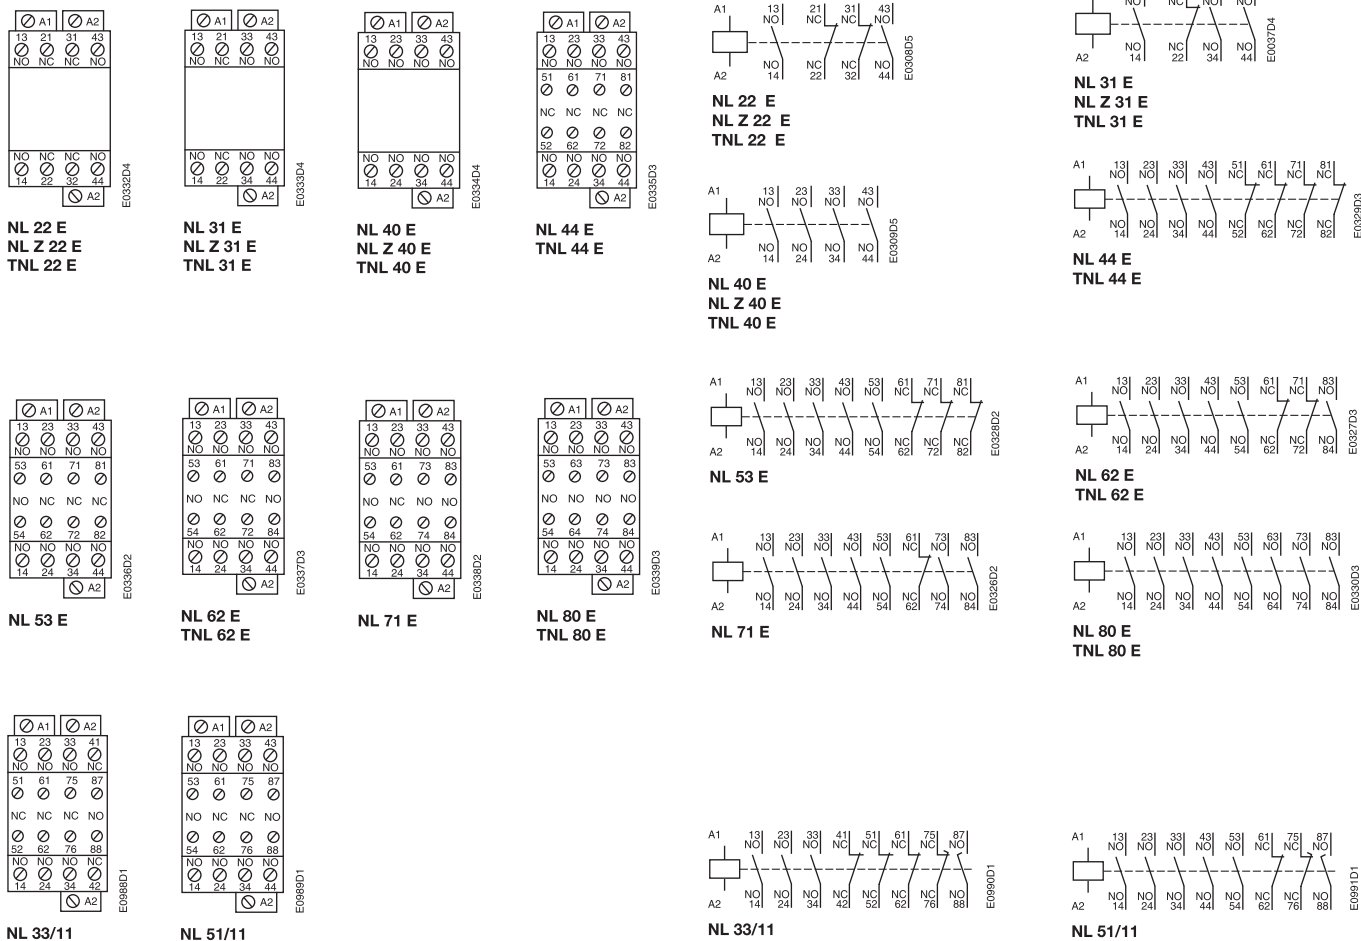 A1 A2
13 21 31 43
NO NC NC NO
NO NC NC NO
14 22 32 44
A2
E0332D4
NL 22 E
NL Z 22 E
TNL 22 E
A1 A2
13 21 33 43
NO NC NO NO
NO NC NO NO
14 22 34 44
A2
E0333D4
NL 31 E
NL Z 31 E
TNL 31 E
A1 A2
13 23 33 43
NO NO NO NO
NO NO NO NO
14 24 34 44
A2
E0334D4
NL 40 E
NL Z 40 E
TNL 40 E
A1 A2
13 23 33 43
NO NO NO NO
51 61 71 81
NC NC NC NC
52 62 72 82
NO NO NO NO
14 24 34 44
A2
E0335D3
NL 44 E
TNL 44 E
A1 13 21 31 43
NO NC NC NO
NO NC NC NO
A2 14 22 32 44
E0308D5
NL 22 E
NL Z 22 E
TNL 22 E
NO NC NO NO
NO NC NO NO
A2 14 22 34 44
E0037D4
NL 31 E
NL Z 31 E
TNL 31 E
A1 13 23 33 43
NO NO NO NO
NO NO NO NO
A2 14 24 34 44
E0309D5
NL 40 E
NL Z 40 E
TNL 40 E
A1 13 23 33 43 51 61 71 81
NO NO NO NO NC NC NC NC
NO NO NO NO NC NC NC NC
A2 14 24 34 44 52 62 72 82
E0329D3
NL 44 E
TNL 44 E
A1 A2
13 23 33 43
NO NO NO NO
53 61 71 81
NO NC NC NC
54 62 72 82
NO NO NO NO
14 24 34 44
A2
E0336D2
NL 53 E
A1 A2
13 23 33 43
NO NO NO NO
53 61 71 83
NO NC NC NO
54 62 72 84
NO NO NO NO
14 24 34 44
A2
E0337D3
NL 62 E
TNL 62 E
A1 A2
13 23 33 43
NO NO NO NO
53 61 73 83
NO NC NO NO
54 62 74 84
NO NO NO NO
14 24 34 44
A2
E0338D2
NL 71 E
A1 A2
13 23 33 43
NO NO NO NO
53 63 73 83
NO NO NO NO
54 64 74 84
NO NO NO NO
14 24 34 44
A2
E0339D3
NL 80 E
TNL 80 E
A1 13 23 33 43 53 61 71 81
NO NO NO NO NO NC NC NC
NO NO NO NO NO NC NC NC
A2 14 24 34 44 54 62 72 82
E0328D2
NL 53 E
A1 13 23 33 43 53 61 71 83
NO NO NO NO NO NC NC NO
NO NO NO NO NO NC NC NO
A2 14 24 34 44 54 62 72 84
E0327D3
NL 62 E
TNL 62 E
A1 13 23 33 43 53 61 73 83
NO NO NO NO NO NC NO NO
NO NO NO NO NO NC NO NO
A2 14 24 34 44 54 62 74 84
E0326D2
NL 71 E
A1 13 23 33 43 53 63 73 83
NO NO NO NO NO NO NO NO
NO NO NO NO NO NO NO NO
A2 14 24 34 44 54 64 74 84
E0330D3
NL 80 E
TNL 80 E
A1 A2
13 23 33 41
NO NO NO NC
51 61 75 87
NC NC NC NO
52 62 76 88
NO NO NO NC
14 24 34 42
A2
E0988D1
NL 33/11
A1 A2
13 23 33 43
NO NO NO NO
53 61 75 87
NO NC NC NO
54 62 76 88
NO NO NO NO
14 24 34 44
A2
E0989D1
NL 51/11
A1 13 23 33 41 51 61 75 87
NO NO NO NC NC NC NC NO
NO NO NO NC NC NC NC NO
A2 14 24 34 42 52 62 76 88
E0990D1
NL 33/11
A1 13 23 33 43 53 61 75 87
NO NO NO NO NO NC NC NO
NO NO NO NO NO NC NC NO
A2 14 24 34 44 54 62 76 88
E0991D1
NL 51/11